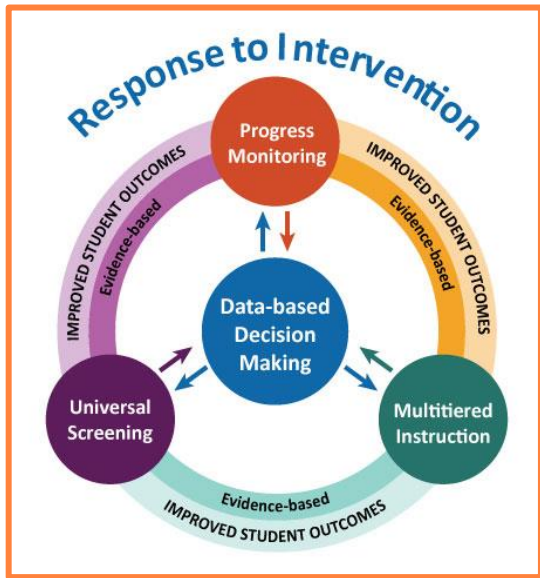 Response to Intervention
Progress
Monitoring
IMPROVED STUDENT OUTCOMES
Evidence-based
IMPROVED STUDENT OUTCOMES
Evidence-based
Data-based
Decision
Making
Universal
Screening
Multitiered
Instruction
Evidence-based
IMPROVED STUDENT OUTCOMES